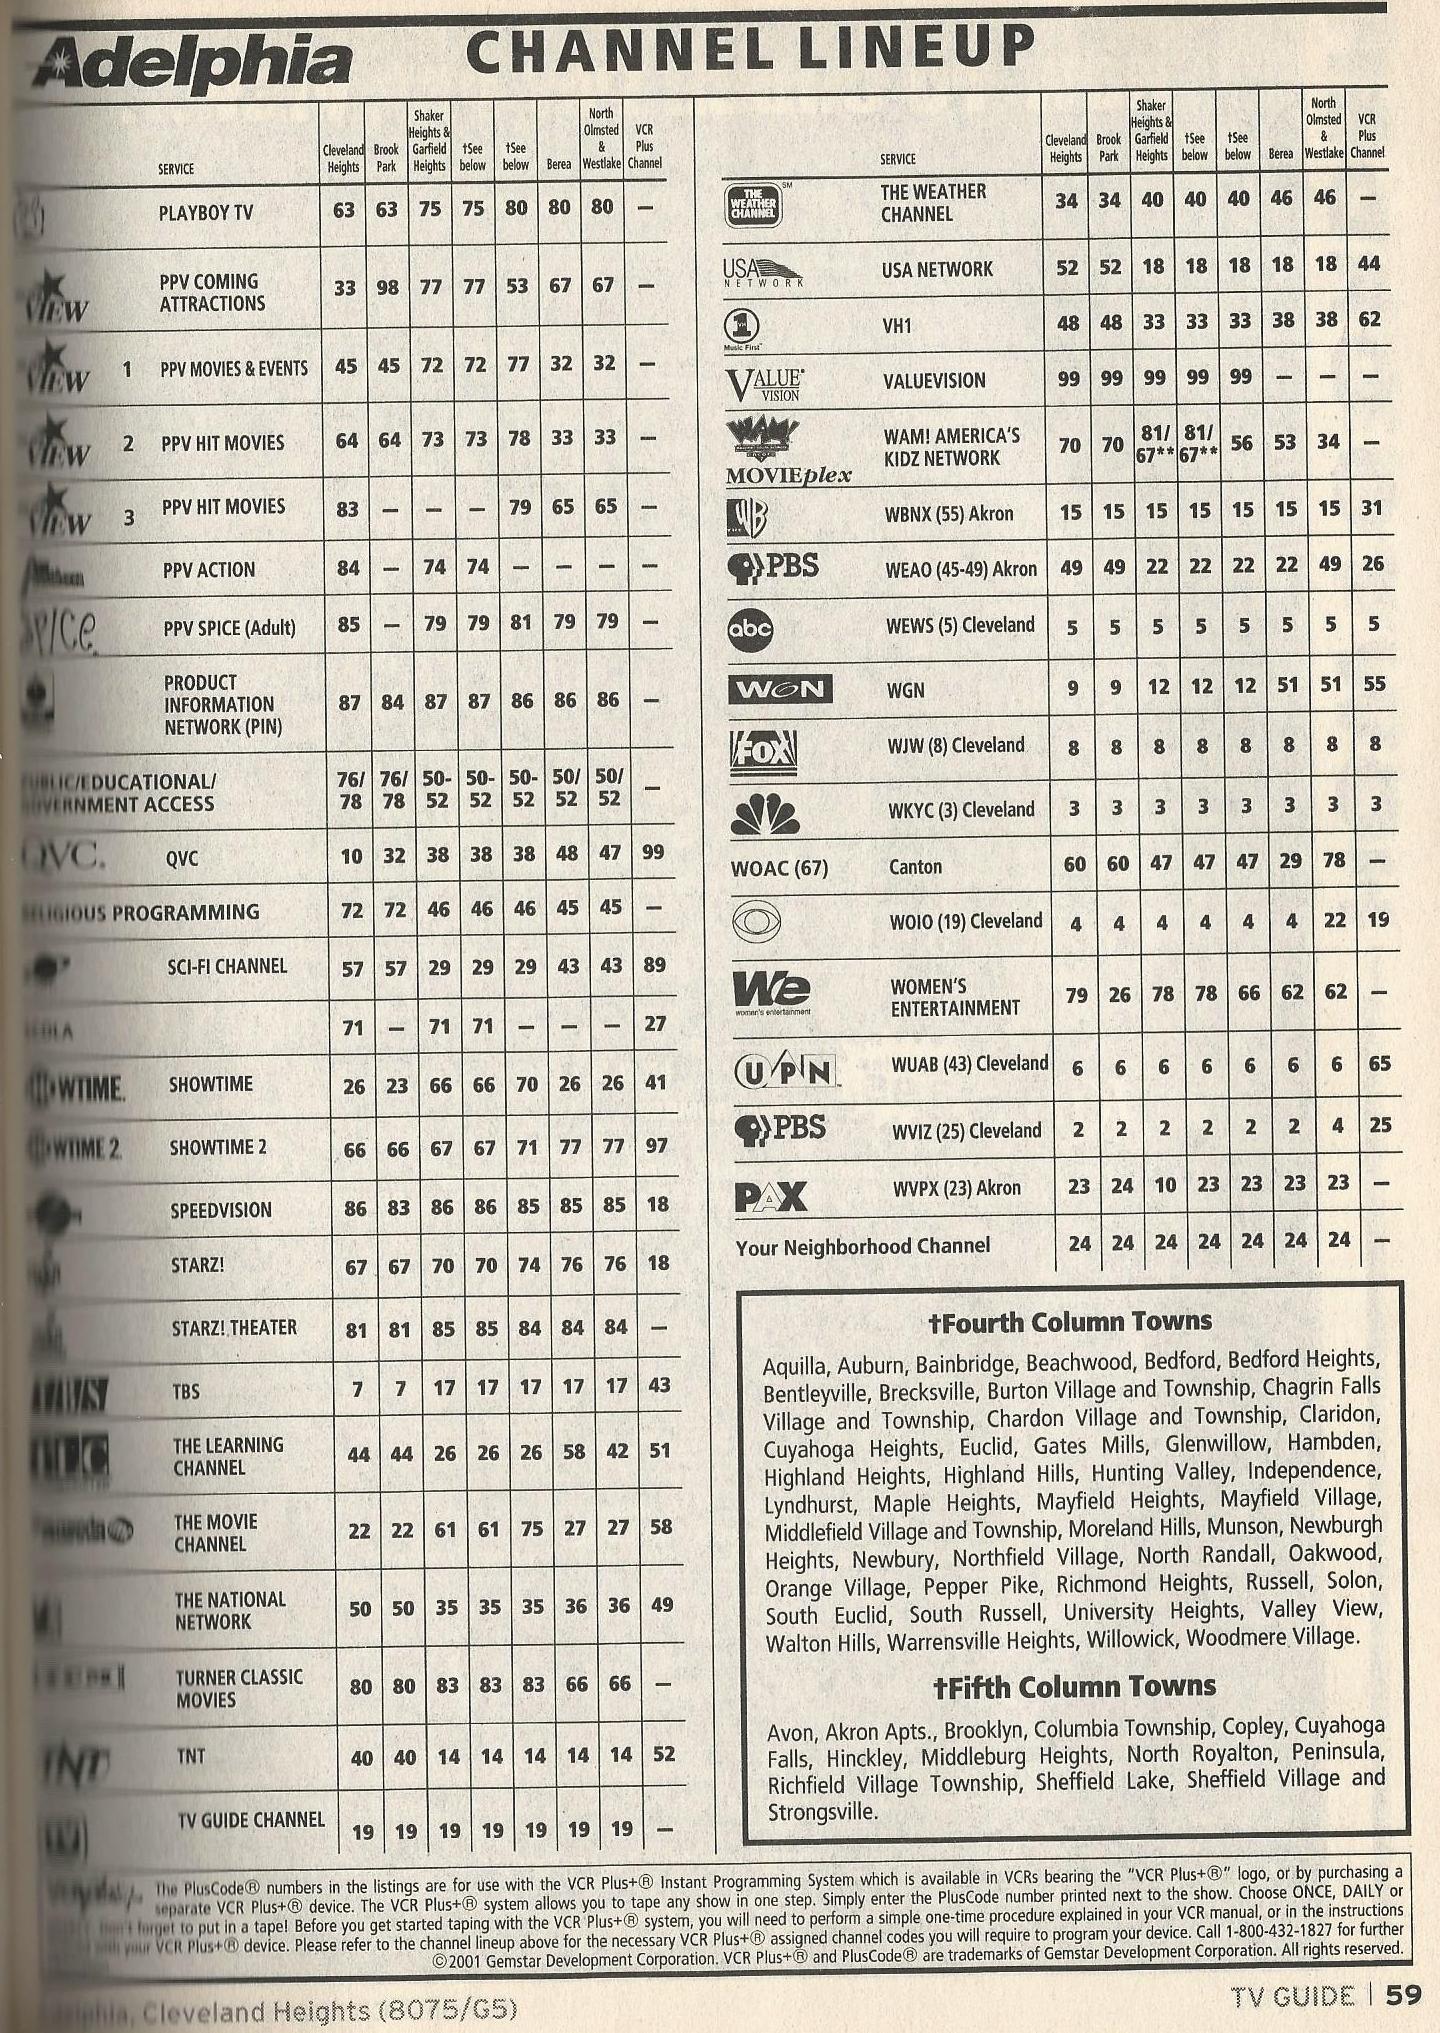 Adelphia CHANNEL LINEUP
SERVICE | Cleveland Heights | Brook Park | Shaker Heights & Garfield Heights | †See below | †See below | Berea | North Olmsted & Westlake | VCR Plus Channel
PLAYBOY TV 63 63 75 75 80 80 80 —
VIEW PPV COMING ATTRACTIONS 33 98 77 77 53 67 67 —
VIEW 1 PPV MOVIES & EVENTS 45 45 72 72 77 32 32 —
VIEW 2 PPV HIT MOVIES 64 64 73 73 78 33 33 —
VIEW 3 PPV HIT MOVIES 83 — — — 79 65 65 —
PPV ACTION 84 — 74 74 — — — —
SPICE PPV SPICE (Adult) 85 — 79 79 81 79 79 —
PRODUCT INFORMATION NETWORK (PIN) 87 84 87 87 86 86 86 —
PUBLIC/EDUCATIONAL/ GOVERNMENT ACCESS 76/78 76/78 50-52 50-52 50-52 50/52 50/52 —
QVC. QVC 10 32 38 38 38 48 47 99
RELIGIOUS PROGRAMMING 72 72 46 46 46 45 45 —
SCI-FI CHANNEL 57 57 29 29 29 43 43 89
71 — 71 71 — — — 27
SHOWTIME 26 23 66 66 70 26 26 41
SHOWTIME 2 66 66 67 67 71 77 77 97
SPEEDVISION 86 83 86 86 85 85 85 18
STARZ! 67 67 70 70 74 76 76 18
STARZ! THEATER 81 81 85 85 84 84 84 —
TBS 7 7 17 17 17 17 17 43
THE LEARNING CHANNEL 44 44 26 26 26 58 42 51
THE MOVIE CHANNEL 22 22 61 61 75 27 27 58
THE NATIONAL NETWORK 50 50 35 35 35 36 36 49
TURNER CLASSIC MOVIES 80 80 83 83 83 66 66 —
TNT TNT 40 40 14 14 14 14 14 52
TV GUIDE CHANNEL 19 19 19 19 19 19 19 —
SERVICE | Cleveland Heights | Brook Park | Shaker Heights & Garfield Heights | †See below | †See below | Berea | North Olmsted & Westlake | VCR Plus Channel
THE WEATHER CHANNEL SM THE WEATHER CHANNEL 34 34 40 40 40 46 46 —
USA NETWORK USA NETWORK 52 52 18 18 18 18 18 44
VH1 Music First VH1 48 48 33 33 33 38 38 62
VALUE VISION VALUEVISION 99 99 99 99 99 — — —
WAM! MOVIEplex WAM! AMERICA'S KIDZ NETWORK 70 70 81/67** 81/67** 56 53 34 —
WB WBNX (55) Akron 15 15 15 15 15 15 15 31
PBS WEAO (45-49) Akron 49 49 22 22 22 22 49 26
abc WEWS (5) Cleveland 5 5 5 5 5 5 5 5
WGN WGN 9 9 12 12 12 51 51 55
FOX WJW (8) Cleveland 8 8 8 8 8 8 8 8
WKYC (3) Cleveland 3 3 3 3 3 3 3 3
WOAC (67) Canton 60 60 47 47 47 29 78 —
WOIO (19) Cleveland 4 4 4 4 4 4 22 19
We women's entertainment WOMEN'S ENTERTAINMENT 79 26 78 78 66 62 62 —
UPN WUAB (43) Cleveland 6 6 6 6 6 6 6 65
PBS WVIZ (25) Cleveland 2 2 2 2 2 2 4 25
PAX WVPX (23) Akron 23 24 10 23 23 23 23 —
Your Neighborhood Channel 24 24 24 24 24 24 24 —
†Fourth Column Towns
Aquilla, Auburn, Bainbridge, Beachwood, Bedford, Bedford Heights,
Bentleyville, Brecksville, Burton Village and Township, Chagrin Falls
Village and Township, Chardon Village and Township, Claridon,
Cuyahoga Heights, Euclid, Gates Mills, Glenwillow, Hambden,
Highland Heights, Highland Hills, Hunting Valley, Independence,
Lyndhurst, Maple Heights, Mayfield Heights, Mayfield Village,
Middlefield Village and Township, Moreland Hills, Munson, Newburgh
Heights, Newbury, Northfield Village, North Randall, Oakwood,
Orange Village, Pepper Pike, Richmond Heights, Russell, Solon,
South Euclid, South Russell, University Heights, Valley View,
Walton Hills, Warrensville Heights, Willowick, Woodmere Village.
†Fifth Column Towns
Avon, Akron Apts., Brooklyn, Columbia Township, Copley, Cuyahoga
Falls, Hinckley, Middleburg Heights, North Royalton, Peninsula,
Richfield Village Township, Sheffield Lake, Sheffield Village and
Strongsville.
The PlusCode® numbers in the listings are for use with the VCR Plus+® Instant Programming System which is available in VCRs bearing the "VCR Plus+®" logo, or by purchasing a
separate VCR Plus+® device. The VCR Plus+® system allows you to tape any show in one step. Simply enter the PlusCode number printed next to the show. Choose ONCE, DAILY or
Don't forget to put in a tape! Before you get started taping with the VCR Plus+® system, you will need to perform a simple one-time procedure explained in your VCR manual, or in the instructions
with your VCR Plus+® device. Please refer to the channel lineup above for the necessary VCR Plus+® assigned channel codes you will require to program your device. Call 1-800-432-1827 for further
©2001 Gemstar Development Corporation. VCR Plus+® and PlusCode® are trademarks of Gemstar Development Corporation. All rights reserved.
Adelphia, Cleveland Heights (8075/G5)
TV GUIDE | 59